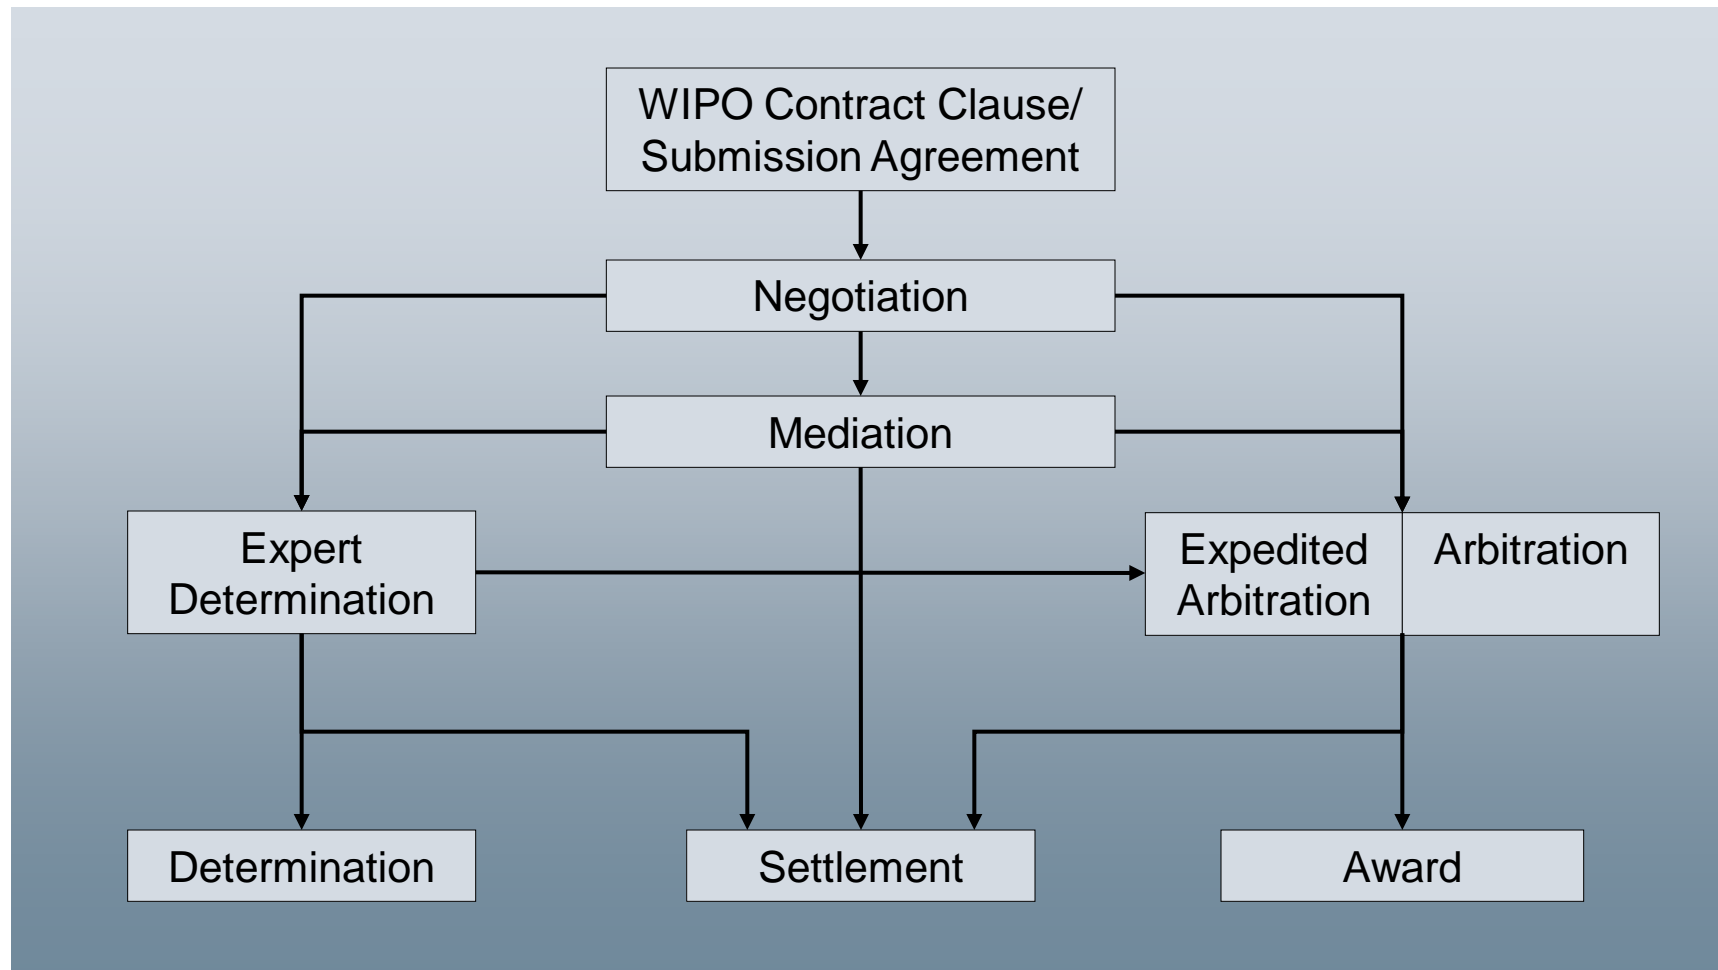 WIPO Contract Clause/
Submission Agreement
Negotiation
Mediation
Expert
Determination
Expedited
Arbitration
Arbitration
Determination
Settlement
Award